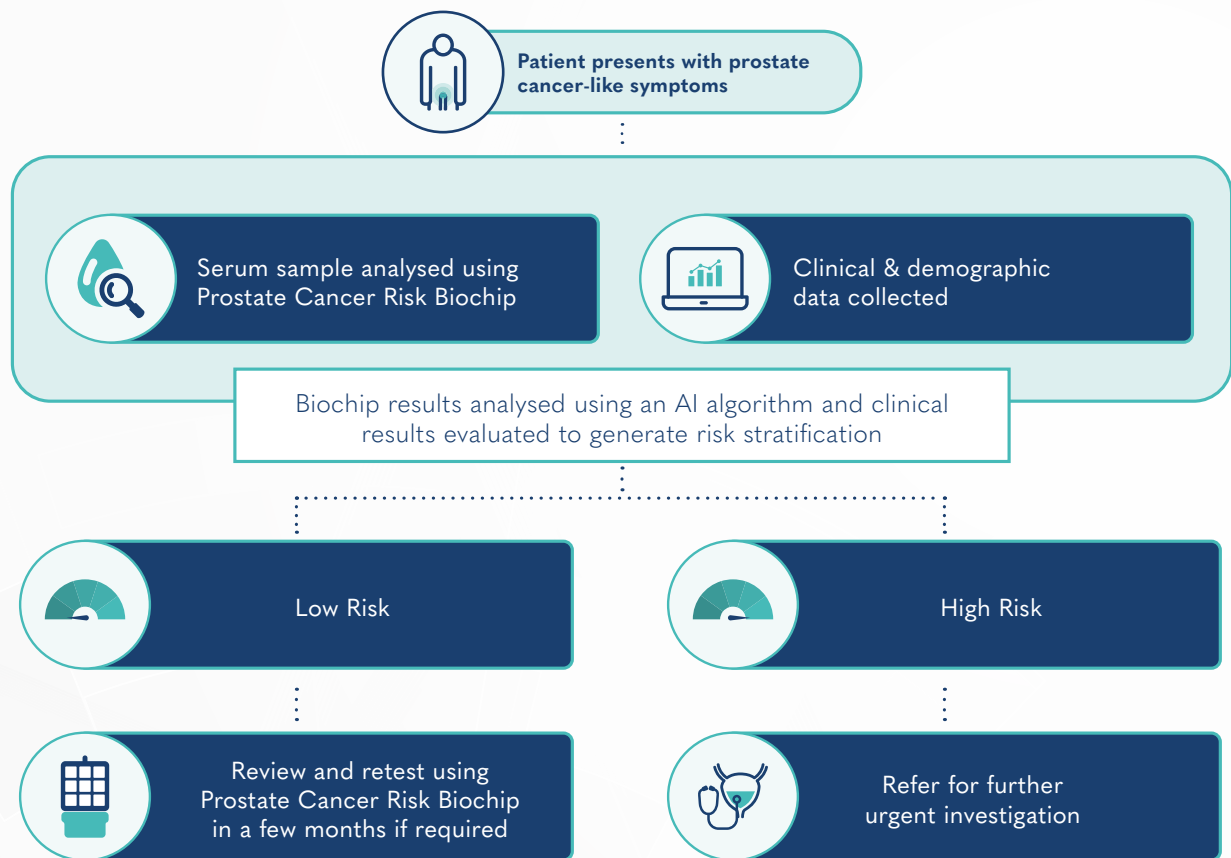 Patient presents with prostate
cancer-like symptoms
Serum sample analysed using
Prostate Cancer Risk Biochip
Clinical & demographic
data collected
Biochip results analysed using an AI algorithm and clinical
results evaluated to generate risk stratification
Low Risk
High Risk
Review and retest using
Prostate Cancer Risk Biochip
in a few months if required
Refer for further
urgent investigation